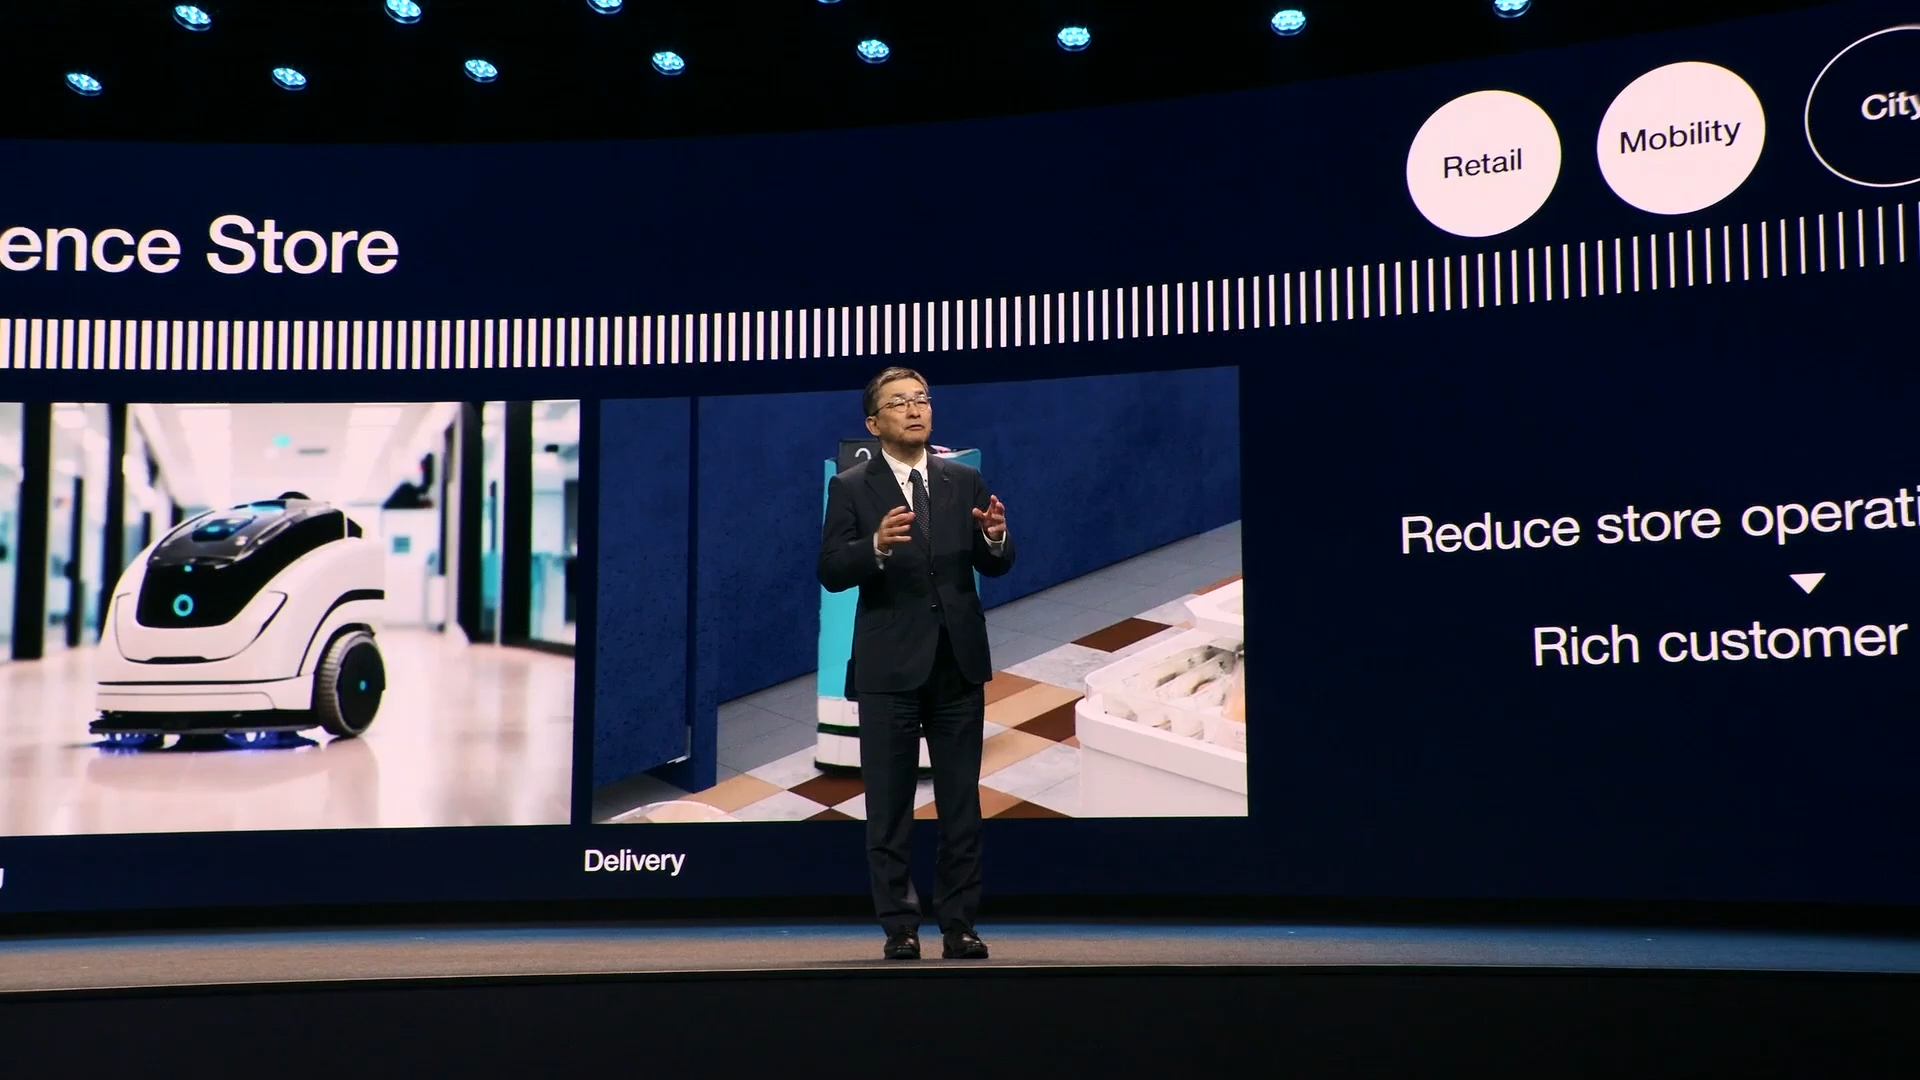 Retail
Mobility
City
ence Store
Reduce store operati
Rich customer
Delivery